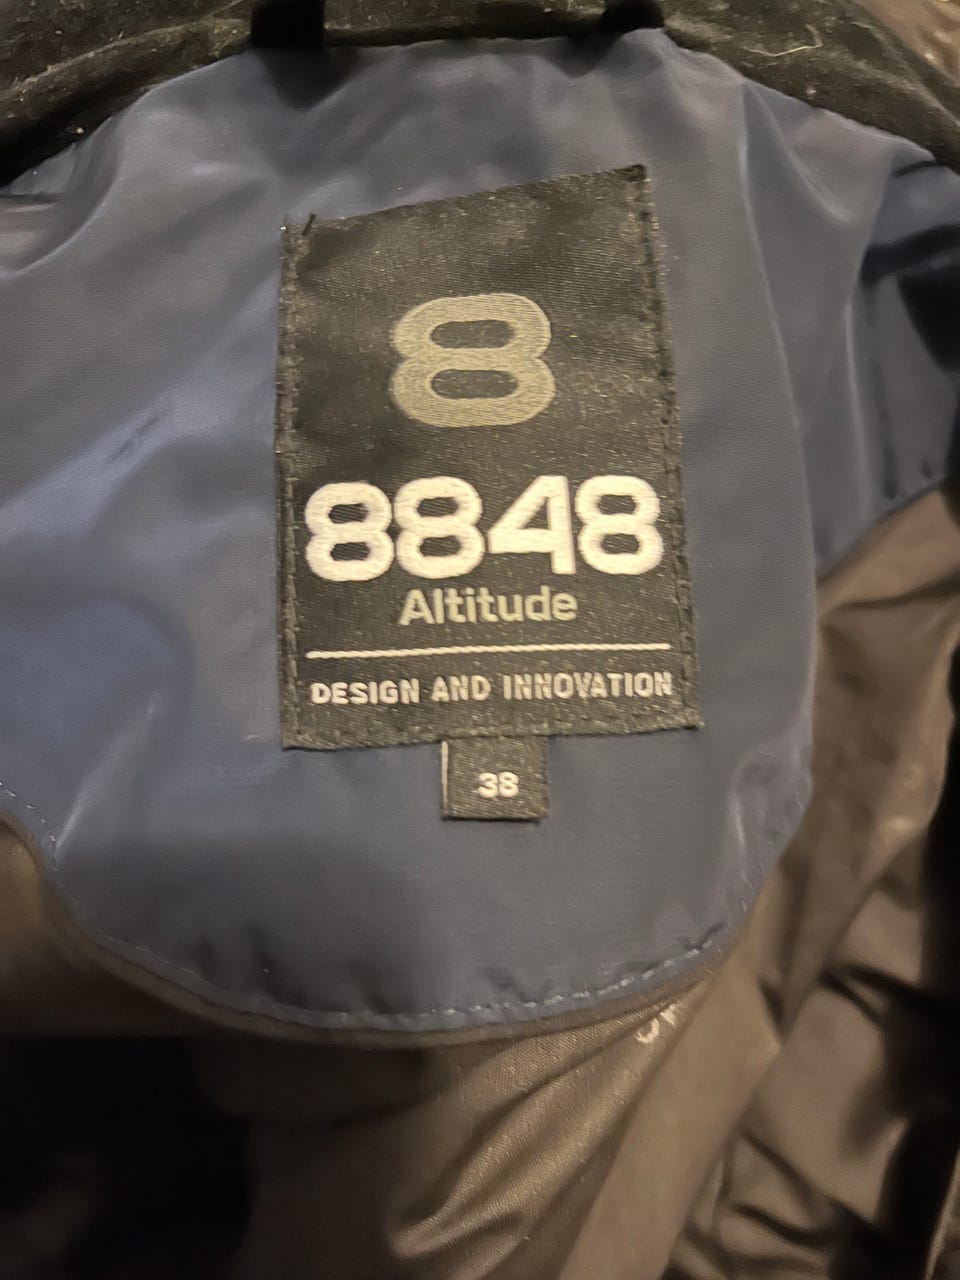 8
8848
Altitude
DESIGN AND INNOVATION
38